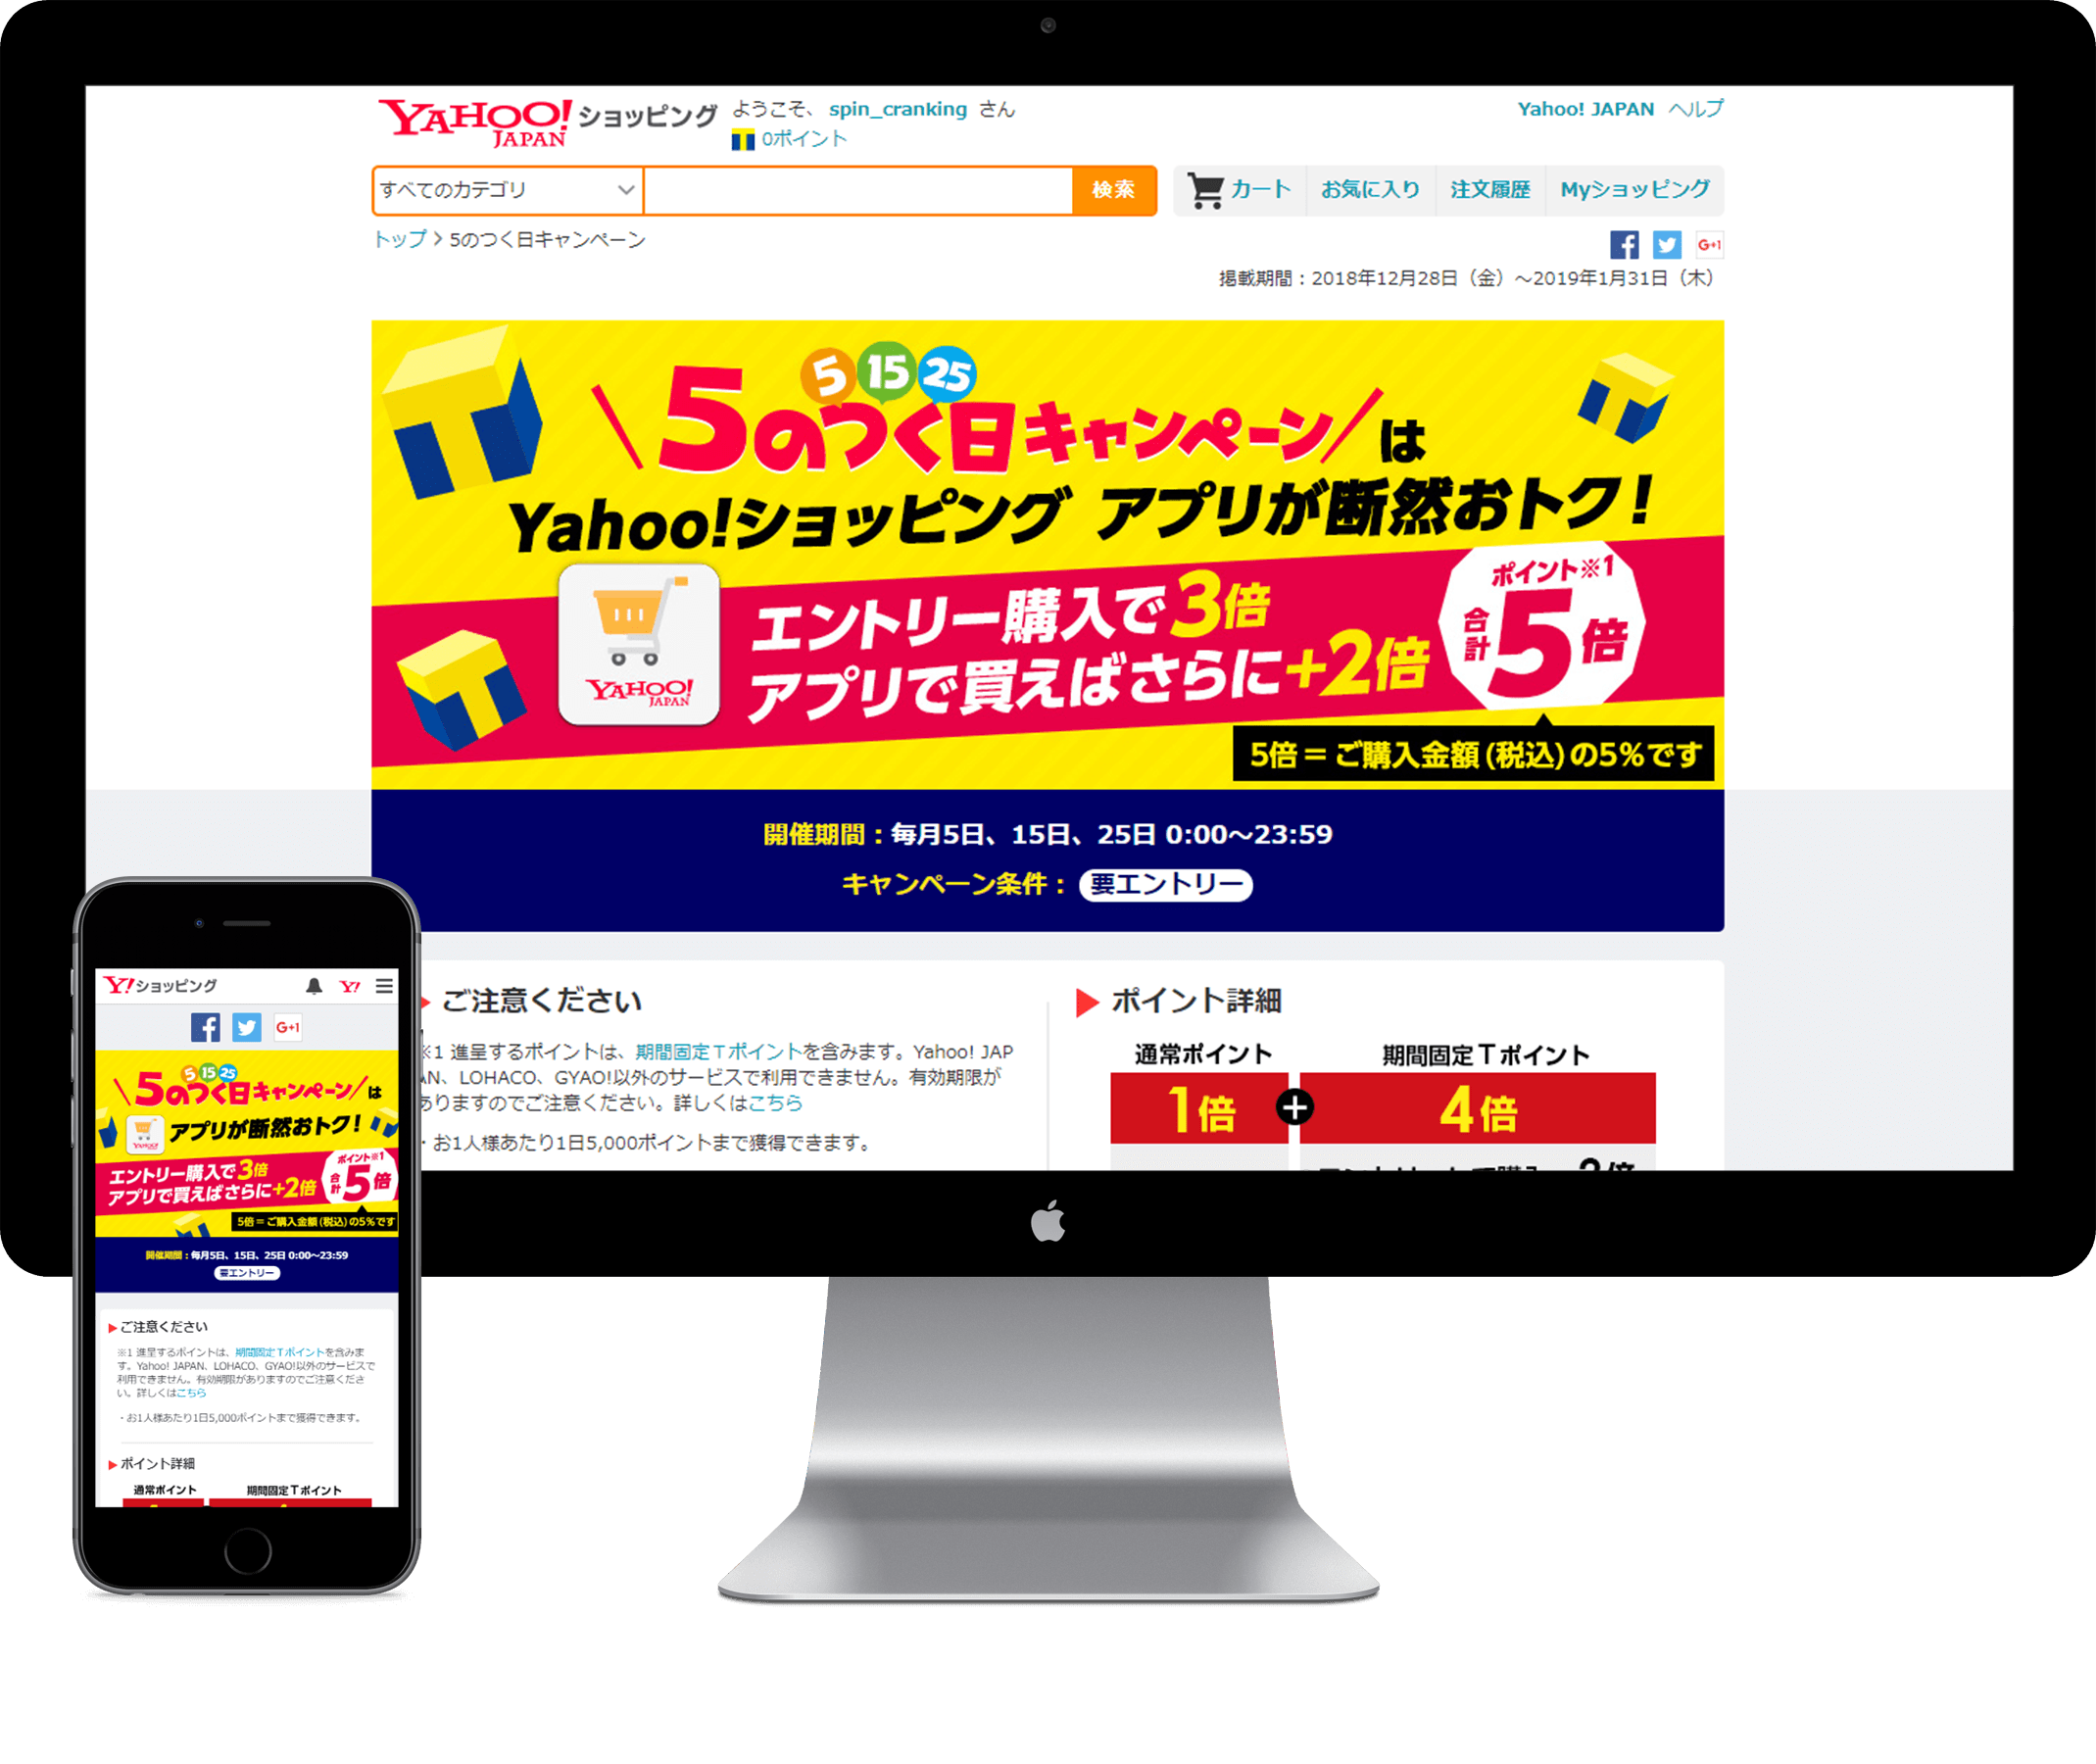 YAHOO! JAPAN ショッピング
ようこそ、 spin_cranking さん
0ポイント
Yahoo! JAPAN ヘルプ
すべてのカテゴリ
検索
カート
お気に入り
注文履歴
Myショッピング
トップ > 5のつく日キャンペーン
G+1
掲載期間：2018年12月28日（金）～2019年1月31日（木）
5 15 25
\5のつく日キャンペーン/は
Yahoo!ショッピング アプリが断然おトク!
YAHOO! JAPAN
エントリー購入で3倍
アプリで買えばさらに+2倍
ポイント※1
合計5倍
5倍＝ご購入金額(税込)の5%です
開催期間：毎月5日、15日、25日 0:00～23:59
キャンペーン条件： 要エントリー
ご注意ください
※1 進呈するポイントは、期間固定Ｔポイントを含みます。Yahoo! JAP
AN、LOHACO、GYAO!以外のサービスで利用できません。有効期限が
ありますのでご注意ください。詳しくはこちら
・お1人様あたり1日5,000ポイントまで獲得できます。
ポイント詳細
通常ポイント
期間固定Ｔポイント
1倍 + 4倍
Y!ショッピング
Y!
G+1
5 15 25
\5のつく日キャンペーン/は
アプリが断然おトク!
YAHOO!
エントリー購入で3倍
アプリで買えばさらに+2倍
ポイント※1
合計5倍
5倍＝ご購入金額(税込)の5%です
開催期間：毎月5日、15日、25日 0:00～23:59
要エントリー
ご注意ください
※1 進呈するポイントは、期間固定Ｔポイントを含みま
す。Yahoo! JAPAN、LOHACO、GYAO!以外のサービスで
利用できません。有効期限がありますのでご注意くださ
い。詳しくはこちら
・お1人様あたり1日5,000ポイントまで獲得できます。
ポイント詳細
通常ポイント
期間固定Ｔポイント